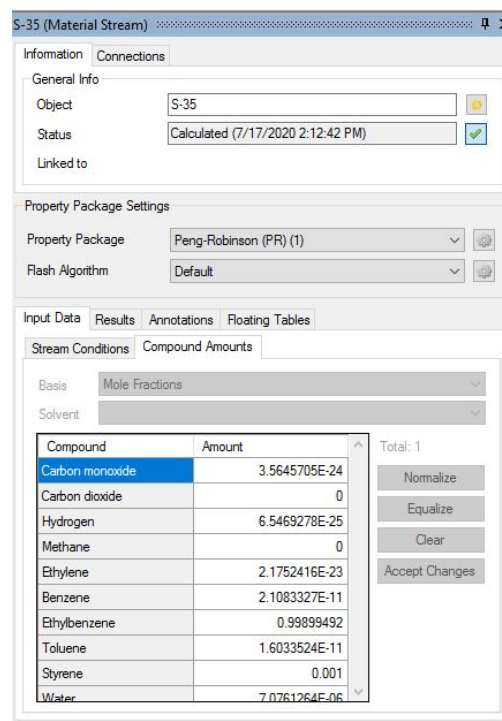 S-35 (Material Stream)
Information Connections
General Info
Object S-35
Status Calculated (7/17/2020 2:12:42 PM)
Linked to
Property Package Settings
Property Package Peng-Robinson (PR) (1)
Flash Algorithm Default
Input Data Results Annotations Floating Tables
Stream Conditions Compound Amounts
Basis Mole Fractions
Solvent
Compound Amount Total: 1
Carbon monoxide 3.5645705E-24 Normalize
Carbon dioxide 0
Hydrogen 6.5469278E-25 Equalize
Methane 0 Clear
Ethylene 2.1752416E-23 Accept Changes
Benzene 2.1083327E-11
Ethylbenzene 0.99899492
Toluene 1.6033524E-11
Styrene 0.001
Water 7.0761264E-06